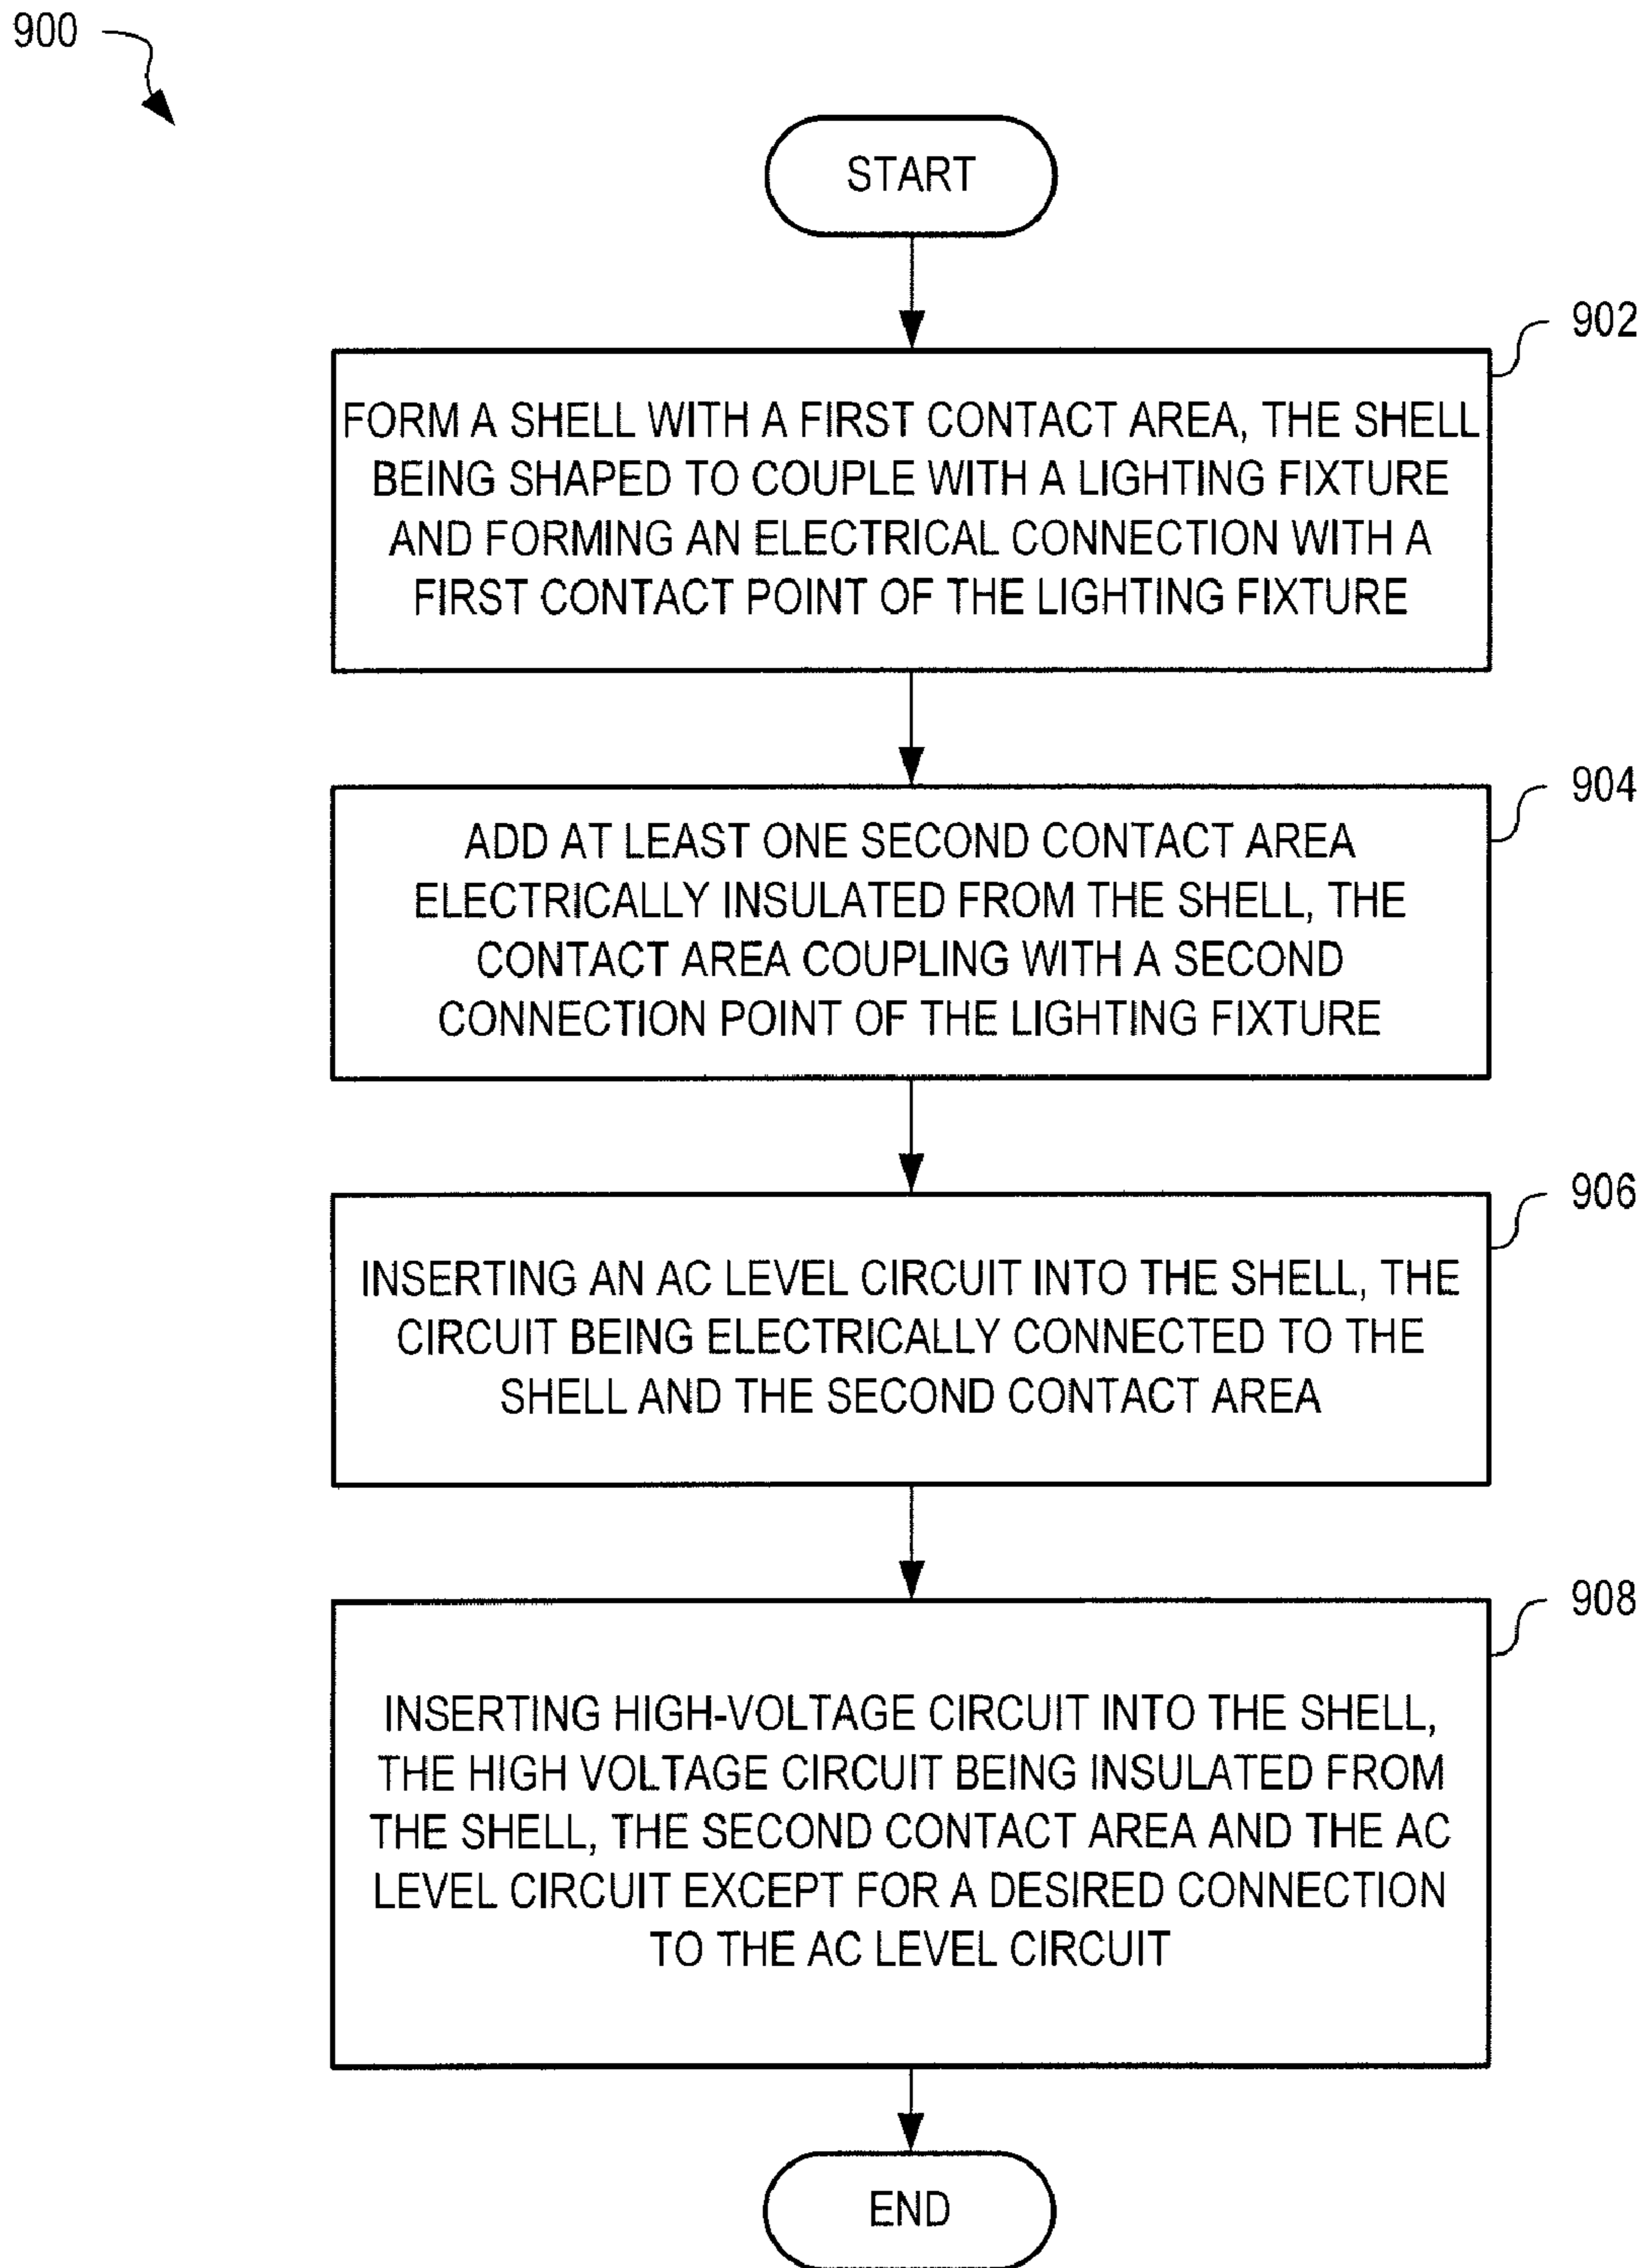 900
START
902
FORM A SHELL WITH A FIRST CONTACT AREA, THE SHELL
BEING SHAPED TO COUPLE WITH A LIGHTING FIXTURE
AND FORMING AN ELECTRICAL CONNECTION WITH A
FIRST CONTACT POINT OF THE LIGHTING FIXTURE
904
ADD AT LEAST ONE SECOND CONTACT AREA
ELECTRICALLY INSULATED FROM THE SHELL, THE
CONTACT AREA COUPLING WITH A SECOND
CONNECTION POINT OF THE LIGHTING FIXTURE
906
INSERTING AN AC LEVEL CIRCUIT INTO THE SHELL, THE
CIRCUIT BEING ELECTRICALLY CONNECTED TO THE
SHELL AND THE SECOND CONTACT AREA
908
INSERTING HIGH-VOLTAGE CIRCUIT INTO THE SHELL,
THE HIGH VOLTAGE CIRCUIT BEING INSULATED FROM
THE SHELL, THE SECOND CONTACT AREA AND THE AC
LEVEL CIRCUIT EXCEPT FOR A DESIRED CONNECTION
TO THE AC LEVEL CIRCUIT
END